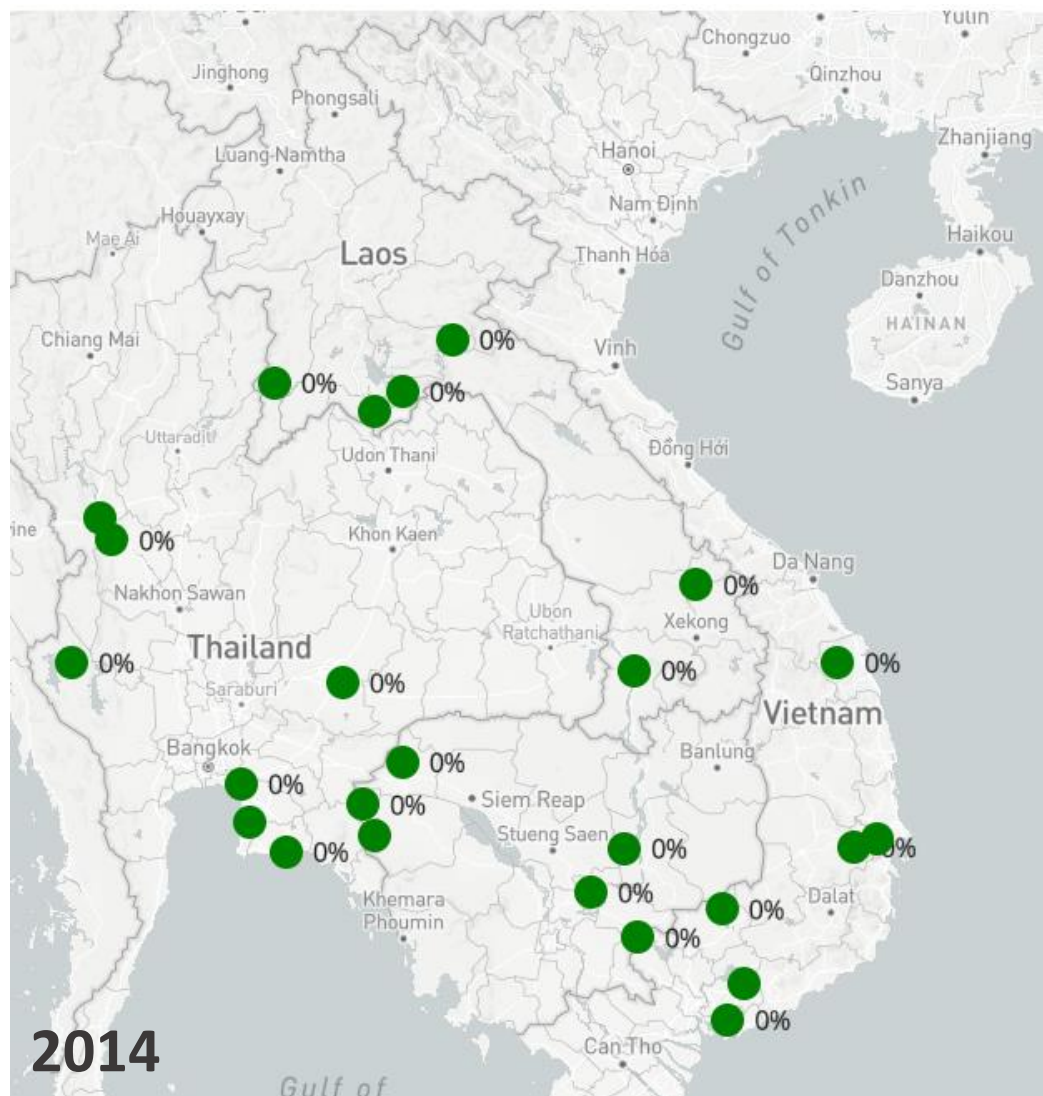 Yulin
Chongzuo
Jinghong
Qinzhou
Phongsali
Zhanjiang
Luang Namtha
Hanoi
Nam Định
Houayxay
Mae Ai
Laos
Thanh Hóa
Gulf of Tonkin
Haikou
Danzhou
HAINAN
Chiang Mai
0%
Vinh
Sanya
0%
0%
Uttaradit
Udon Thani
Đồng Hới
ine
0%
Khon Kaen
Da Nang
Nakhon Sawan
0%
Ubon
Ratchathani
Xekong
Thailand
0%
0%
0%
Saraburi
0%
Vietnam
Bangkok
Banlung
0%
0%
0%
Siem Reap
Stueng Saen
0%
0%
0%
0%
Khemara
Phoumin
Dalat
0%
0%
0%
0%
Can Tho
2014
Gulf of